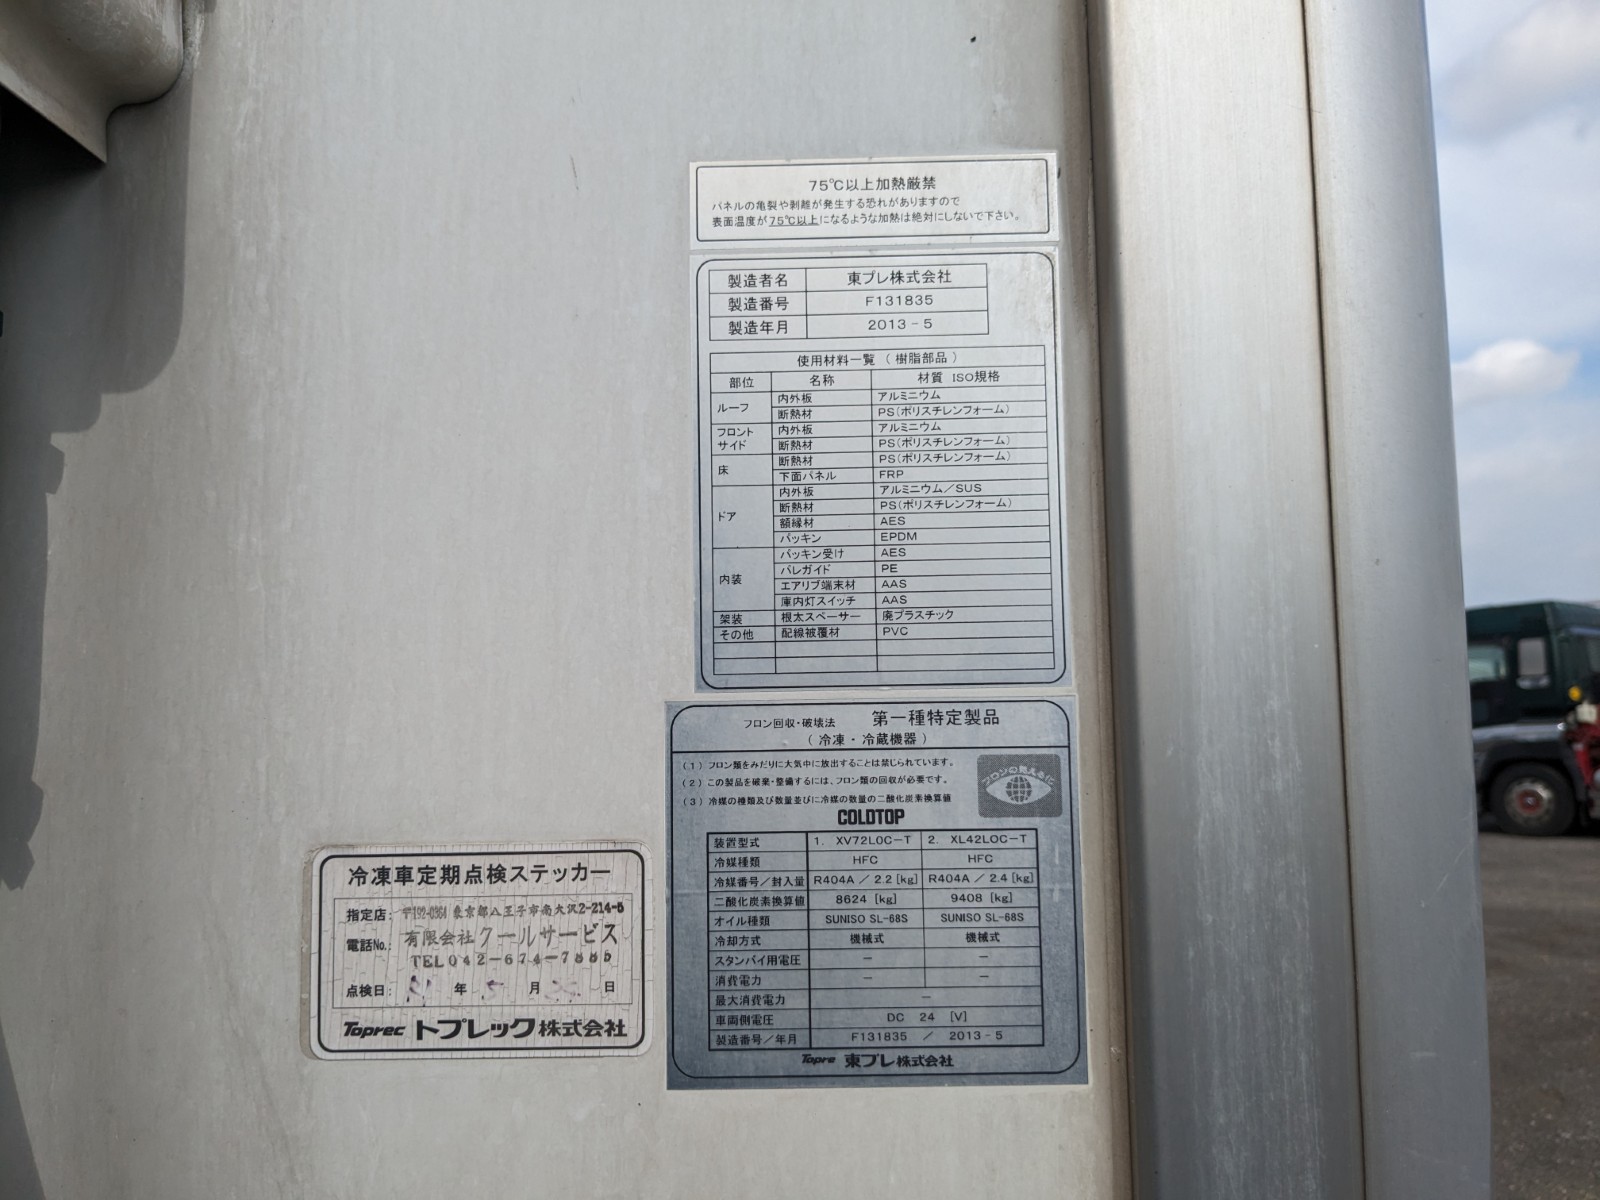 75℃以上加熱厳禁
パネルの亀裂や剥離が発生する恐れがありますので
表面温度が75℃以上になるような加熱は絶対にしないで下さい。
製造者名 東プレ株式会社
製造番号 F131835
製造年月 2013-5
使用材料一覧（樹脂部品）
部位 名称 材質 ISO規格
ルーフ 内外板 アルミニウム
断熱材 PS(ポリスチレンフォーム)
フロント サイド 内外板 アルミニウム
断熱材 PS(ポリスチレンフォーム)
床 断熱材 PS(ポリスチレンフォーム)
下面パネル FRP
ドア 内外板 アルミニウム／SUS
断熱材 PS(ポリスチレンフォーム)
額縁材 AES
パッキン EPDM
内装 パッキン受け AES
バレガイド PE
エアリブ端末材 AAS
庫内灯スイッチ AAS
架装 根太スペーサー 廃プラスチック
その他 配線被覆材 PVC
フロン回収・破壊法 第一種特定製品
（冷凍・冷蔵機器）
(1) フロン類をみだりに大気中に放出することは禁じられています。
(2) この製品を廃棄・整備するには、フロン類の回収が必要です。
(3) 冷媒の種類及び数量並びに冷媒の数量の二酸化炭素換算値
フロンの見える化
COLDTOP
装置型式 1. XV72LOC-T 2. XL42LOC-T
冷媒種類 HFC HFC
冷媒番号／封入量 R404A / 2.2 [kg] R404A / 2.4 [kg]
二酸化炭素換算値 8624 [kg] 9408 [kg]
オイル種類 SUNISO SL-68S SUNISO SL-68S
冷却方式 機械式 機械式
スタンバイ用電圧 － －
消費電力 － －
最大消費電力 －
車両側電圧 DC 24 [V]
製造番号／年月 F131835 / 2013-5
Topre 東プレ株式会社
冷凍車定期点検ステッカー
指定店: 〒192-0364 東京都八王子市南大沢2-214-5
有限会社クールサービス
電話No.: TEL042-674-7885
点検日: 年 5 月 日
Toprec トプレック株式会社